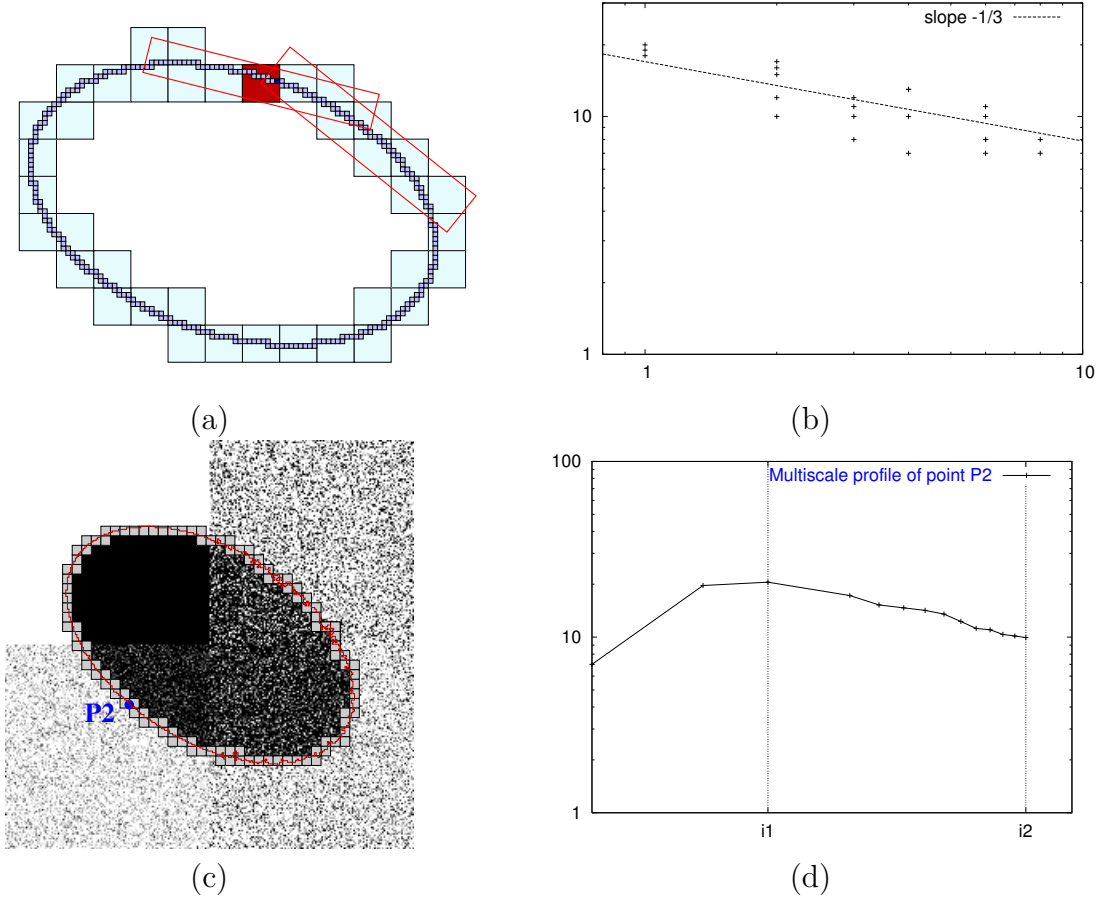 slope -1/3
10
1
1
10
(a)
(b)
P2
100
Multiscale profile of point P2
10
1
i1
i2
(c)
(d)